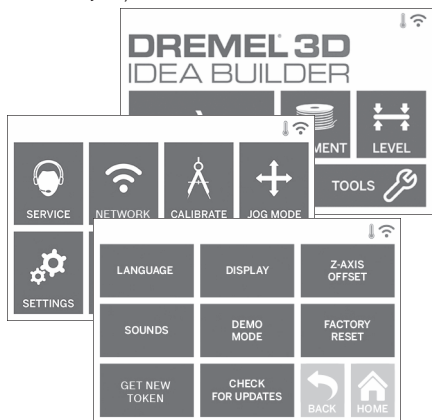 DREMEL 3D
IDEA BUILDER
MENT
LEVEL
TOOLS
SERVICE
NETWORK
CALIBRATE
JOG MODE
SETTINGS
LANGUAGE
DISPLAY
Z-AXIS
OFFSET
SOUNDS
DEMO
MODE
FACTORY
RESET
GET NEW
TOKEN
CHECK
FOR UPDATES
BACK
HOME